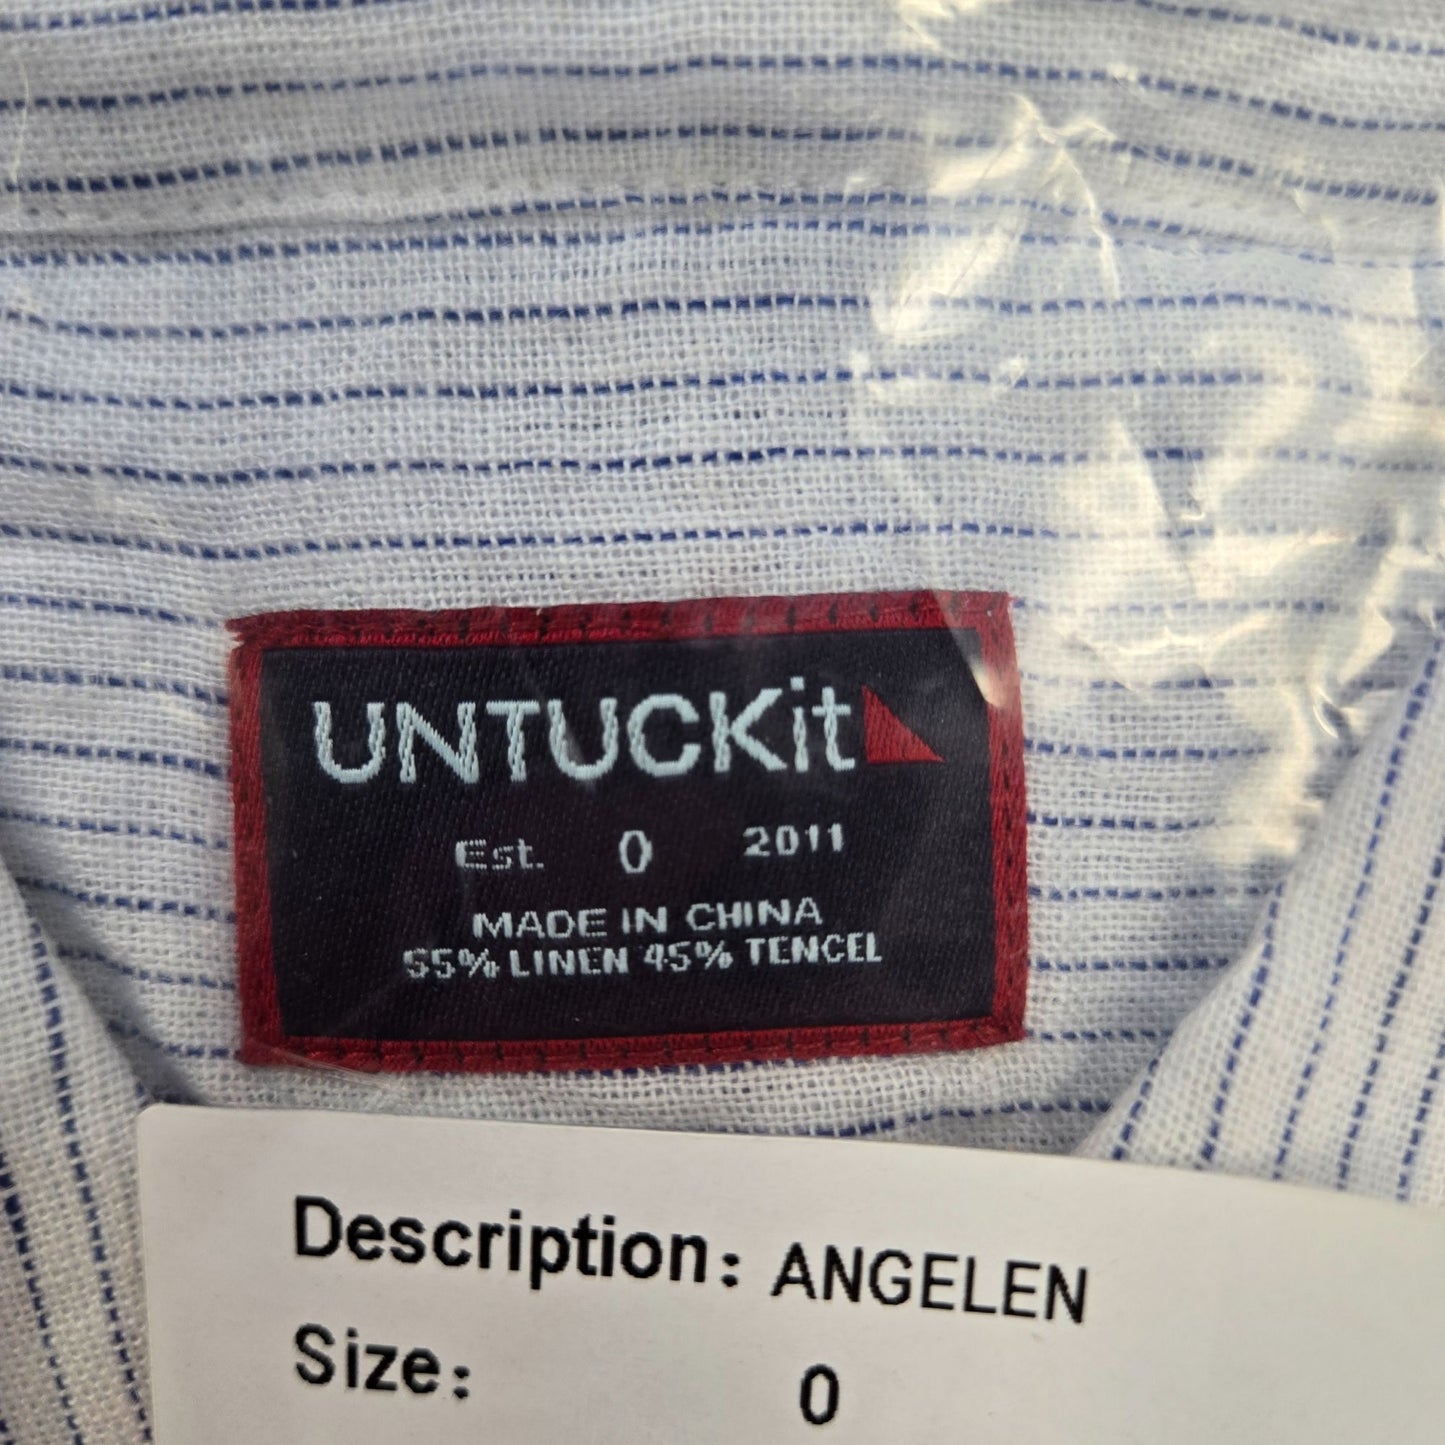 UNTUCKit
Est. 0 2011
MADE IN CHINA
55% LINEN 45% TENCEL
Description: ANGELEN
Size: 0